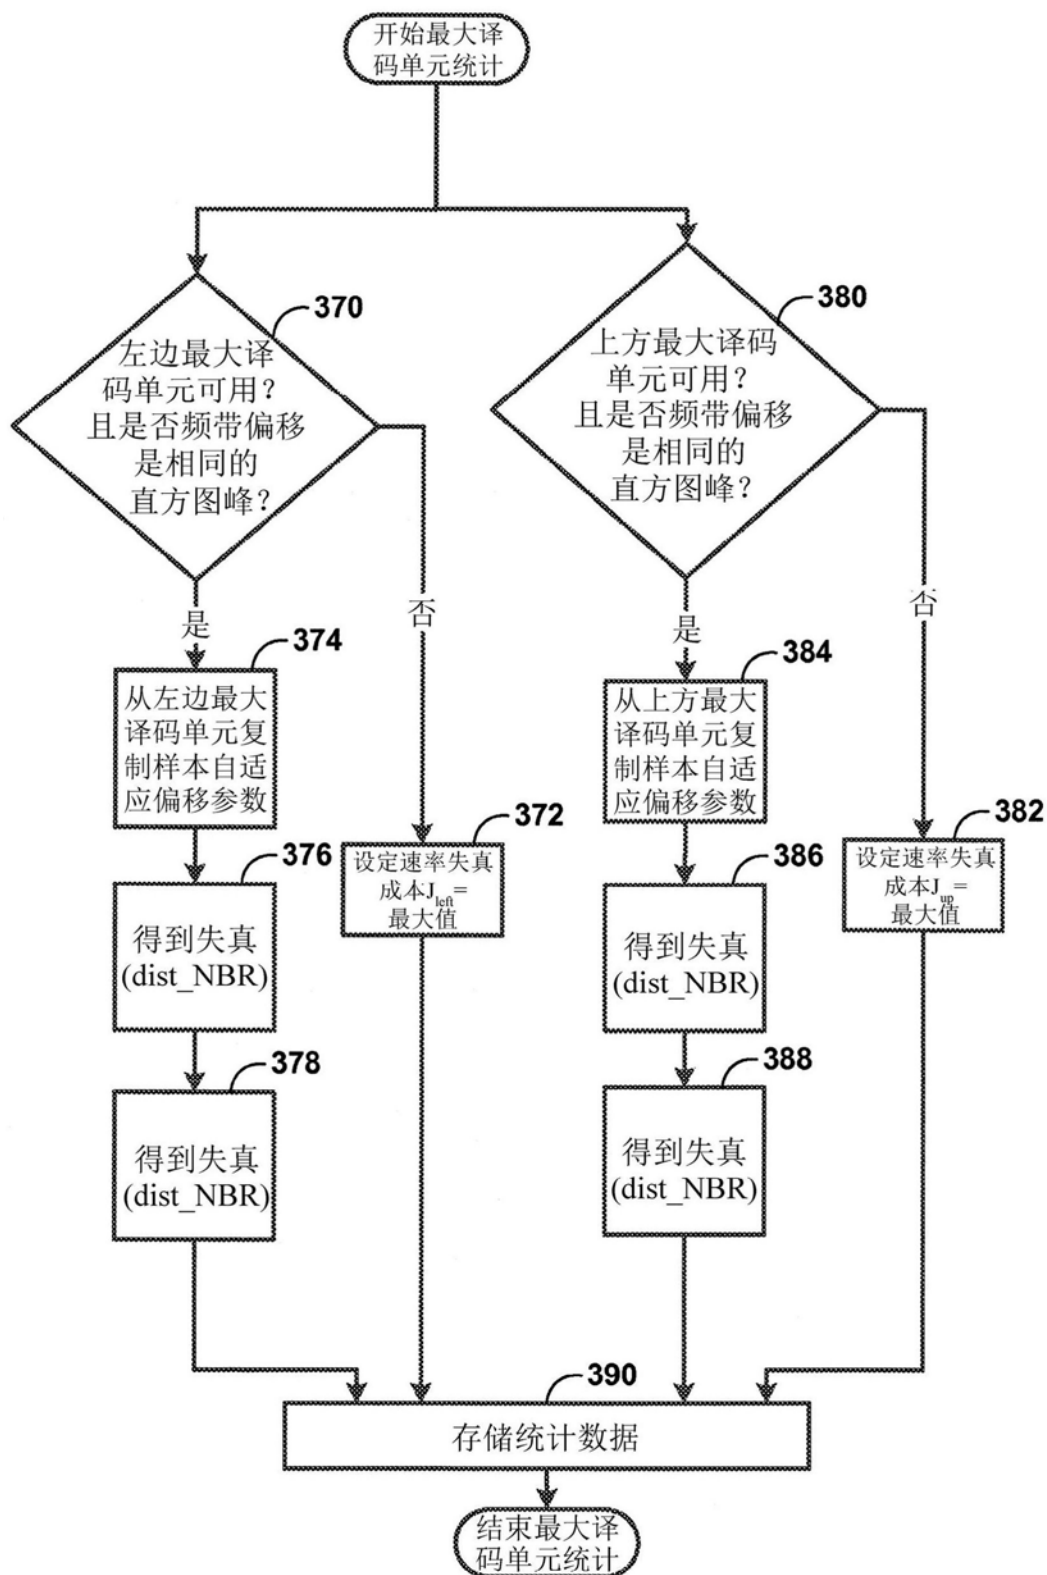 开始最大译
码单元统计
370
左边最大译
码单元可用？
且是否频带偏移
是相同的
直方图峰？
380
上方最大译码
单元可用？
且是否频带偏移
是相同的
直方图峰？
是
否
是
否
374
从左边最大
译码单元复
制样本自适
应偏移参数
384
从上方最大
译码单元复
制样本自适
应偏移参数
372
设定速率失真
成本Jleft=
最大值
382
设定速率失真
成本Jup=
最大值
376
得到失真
(dist_NBR)
386
得到失真
(dist_NBR)
378
得到失真
(dist_NBR)
388
得到失真
(dist_NBR)
390
存储统计数据
结束最大译
码单元统计